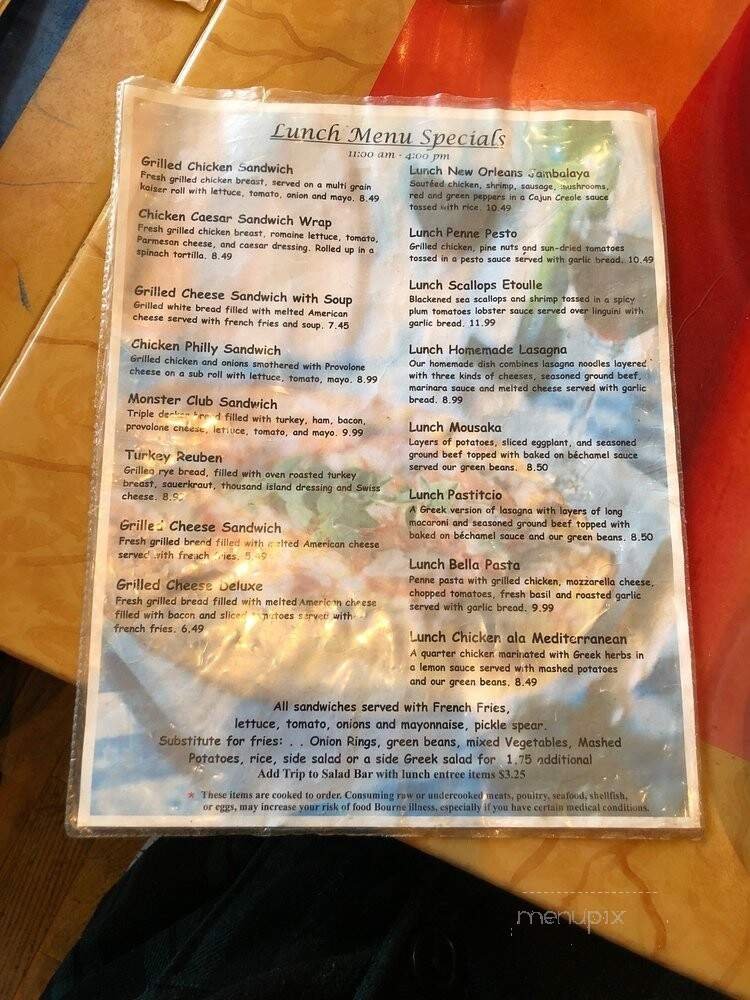 Lunch Menu Specials
11:00 am - 4:00 pm
Grilled Chicken Sandwich
Fresh grilled chicken breast, served on a multi grain
kaiser roll with lettuce, tomato, onion and mayo. 8.49
Chicken Caesar Sandwich Wrap
Fresh grilled chicken breast, romaine lettuce, tomato,
Parmesan cheese, and caesar dressing. Rolled up in a
spinach tortilla. 8.49
Grilled Cheese Sandwich with Soup
Grilled white bread filled with melted American
cheese served with french fries and soup. 7.45
Chicken Philly Sandwich
Grilled chicken and onions smothered with Provolone
cheese on a sub roll with lettuce, tomato, mayo. 8.99
Monster Club Sandwich
Triple decker bread filled with turkey, ham, bacon,
provolone cheese, lettuce, tomato, and mayo. 9.99
Turkey Reuben
Grilled rye bread, filled with oven roasted turkey
breast, sauerkraut, thousand island dressing and Swiss
cheese.
Grilled Cheese Sandwich
Fresh grilled bread filled with melted American cheese
served with french fries. 5.49
Grilled Cheese Deluxe
Fresh grilled bread filled with melted American cheese
filled with bacon and sliced tomatoes served with
french fries. 6.49
Lunch New Orleans Jambalaya
Sautéed chicken, shrimp, sausage, mushrooms,
red and green peppers in a Cajun Creole sauce
tossed with rice. 10.49
Lunch Penne Pesto
Grilled chicken, pine nuts and sun-dried tomatoes
tossed in a pesto sauce served with garlic bread. 10.49
Lunch Scallops Etoulle
Blackened sea scallops and shrimp tossed in a spicy
plum tomatoes lobster sauce served over linguini with
garlic bread. 11.99
Lunch Homemade Lasagna
Our homemade dish combines lasagna noodles layered
with three kinds of cheeses, seasoned ground beef,
marinara sauce and melted cheese served with garlic
bread. 8.99
Lunch Mousaka
Layers of potatoes, sliced eggplant, and seasoned
ground beef topped with baked on béchamel sauce
served our green beans. 8.50
Lunch Pastitcio
A Greek version of lasagna with layers of long
macaroni and seasoned ground beef topped with
baked on béchamel sauce and our green beans. 8.50
Lunch Bella Pasta
Penne pasta with grilled chicken, mozzarella cheese,
chopped tomatoes, fresh basil and roasted garlic
served with garlic bread. 9.99
Lunch Chicken ala Mediterranean
A quarter chicken marinated with Greek herbs in
a lemon sauce served with mashed potatoes
and our green beans. 8.49
All sandwiches served with French Fries,
lettuce, tomato, onions and mayonnaise, pickle spear.
Substitute for fries: . . Onion Rings, green beans, mixed Vegetables, Mashed
Potatoes, rice, side salad or a side Greek salad for 1.75 additional
Add Trip to Salad Bar with lunch entree items $3.25
* These items are cooked to order. Consuming raw or undercooked meats, poultry, seafood, shellfish,
or eggs, may increase your risk of food Bourne illness, especially if you have certain medical conditions.
menupix